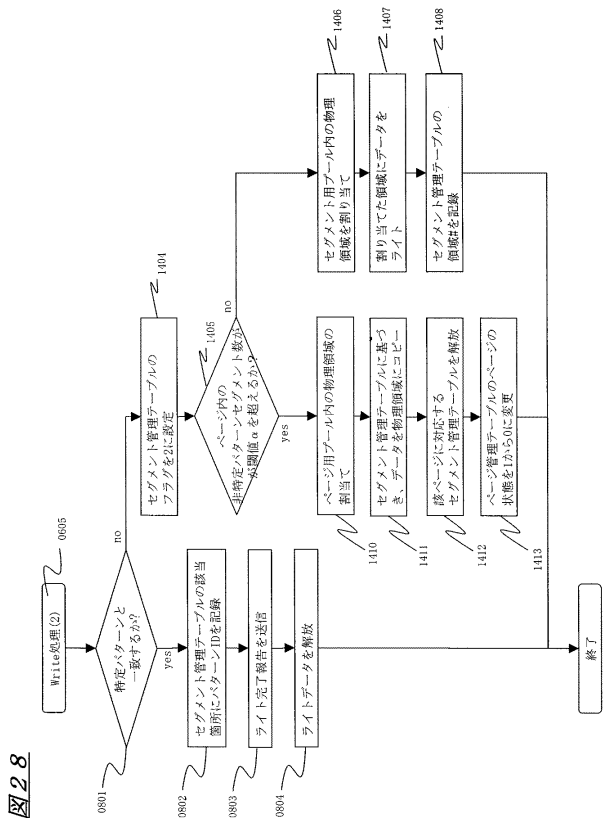 図28
Write処理(2)
0605
特定パターンと
一致するか?
0801
yes
no
セグメント管理テーブルの該当
箇所にパターンIDを記録
0802
ライト完了報告を送信
0803
ライトデータを解放
0804
セグメント管理テーブルの
フラグを2に設定
1404
ページ内の
非特定パターンセグメント数が
が閾値αを超えるか?
1405
yes
no
ページ用プール内の物理領域の
割当て
1410
セグメント管理テーブルに基づ
き、データを物理領域にコピー
1411
該ページに対応する
セグメント管理テーブルを解放
1412
ページ管理テーブルのページの
状態を1から0に変更
1413
セグメント用プール内の物理
領域を割り当て
1406
割り当てた領域にデータを
ライト
1407
セグメント管理テーブルの
領域#を記録
1408
終了